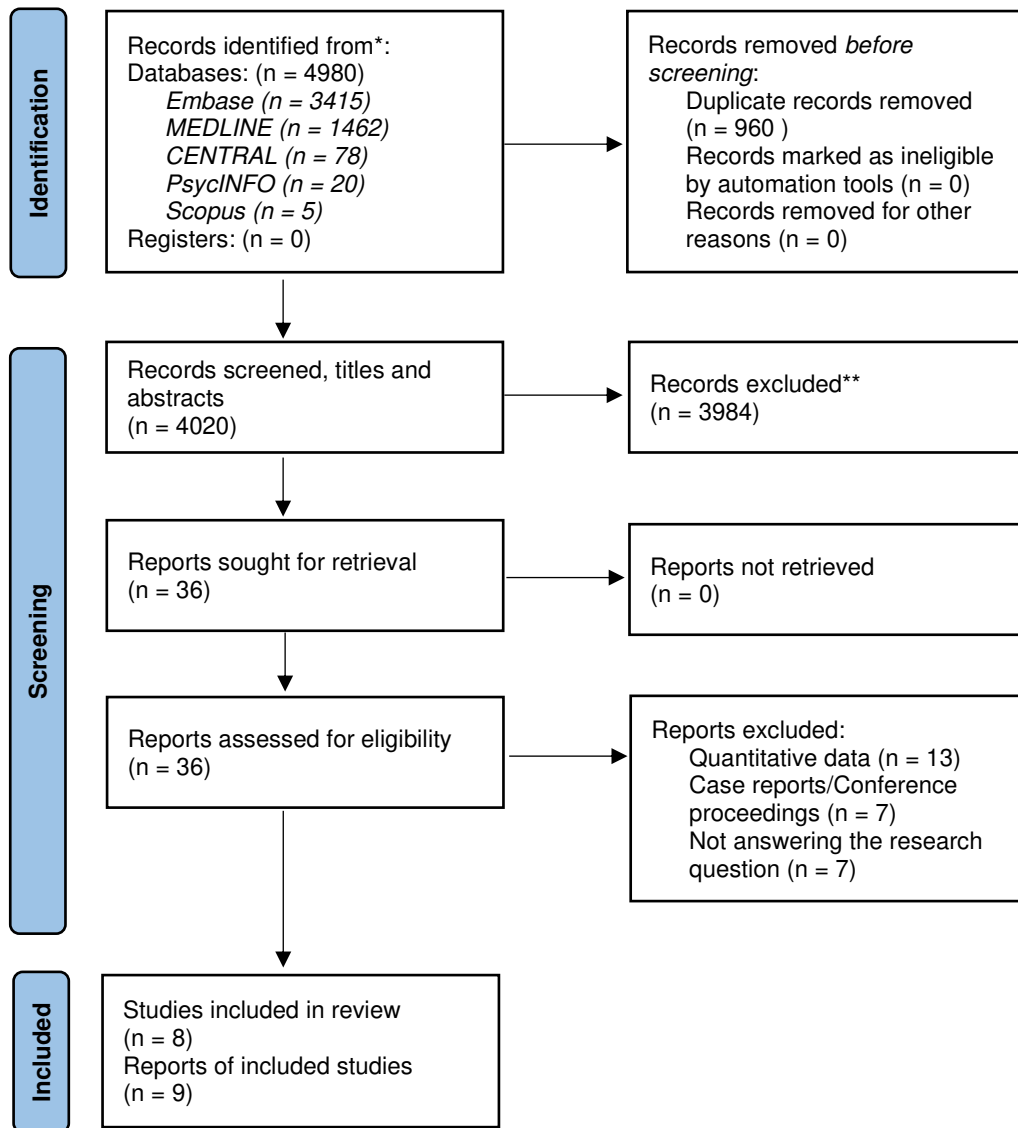 Identification
Records identified from*:
Databases: (n = 4980)
Embase (n = 3415)
MEDLINE (n = 1462)
CENTRAL (n = 78)
PsycINFO (n = 20)
Scopus (n = 5)
Registers: (n = 0)
Records removed before
screening:
Duplicate records removed
(n = 960 )
Records marked as ineligible
by automation tools (n = 0)
Records removed for other
reasons (n = 0)
Screening
Records screened, titles and
abstracts
(n = 4020)
Records excluded**
(n = 3984)
Reports sought for retrieval
(n = 36)
Reports not retrieved
(n = 0)
Reports assessed for eligibility
(n = 36)
Reports excluded:
Quantitative data (n = 13)
Case reports/Conference
proceedings (n = 7)
Not answering the research
question (n = 7)
Included
Studies included in review
(n = 8)
Reports of included studies
(n = 9)